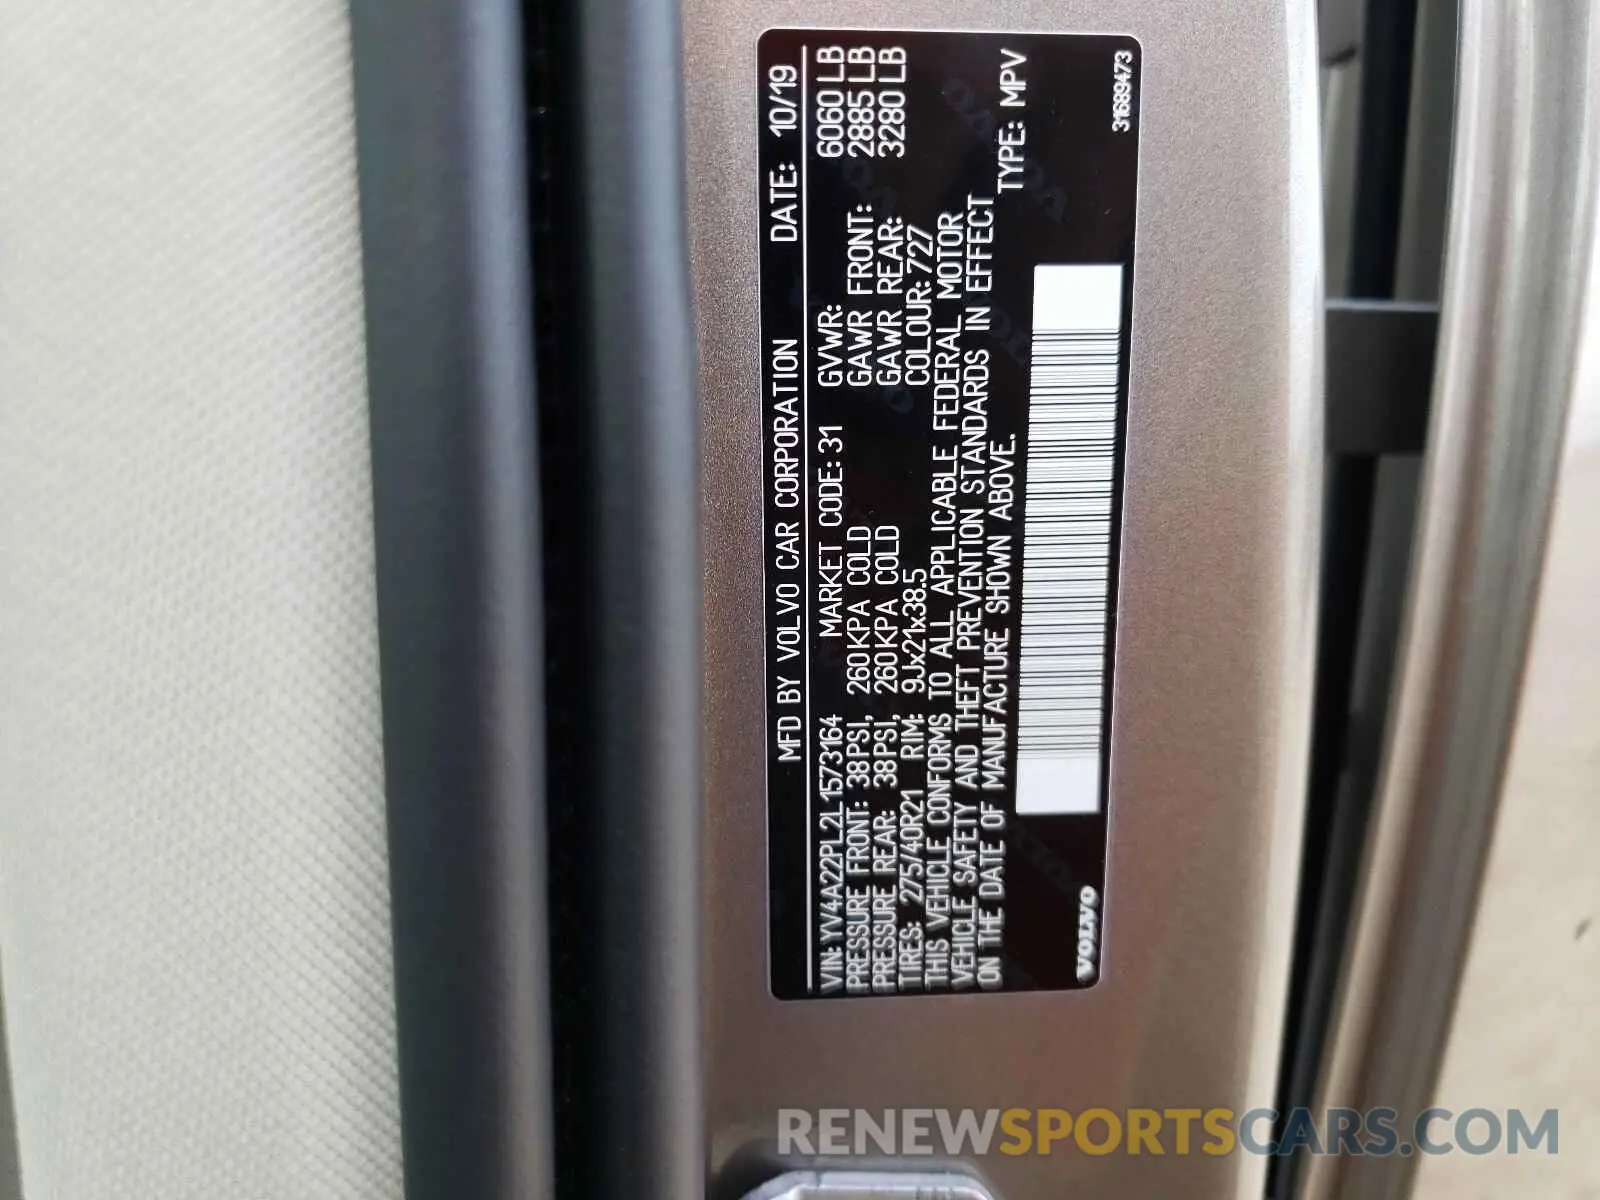 MFD BY VOLVO CAR CORPORATION DATE: 10/19
VIN: YV4A22PL2L1573164 MARKET CODE: 31 GVWR: 6060 LB
PRESSURE FRONT: 38PSI, 260KPA COLD GAWR FRONT: 2885 LB
PRESSURE REAR: 38PSI, 260KPA COLD GAWR REAR: 3280 LB
TIRES: 275/40R21 RIM: 9Jx21x38.5 COLOUR: 727
THIS VEHICLE CONFORMS TO ALL APPLICABLE FEDERAL MOTOR
VEHICLE SAFETY AND THEFT PREVENTION STANDARDS IN EFFECT
ON THE DATE OF MANUFACTURE SHOWN ABOVE. TYPE: MPV
VOLVO 31689473
RENEWSPORTSCARS.COM